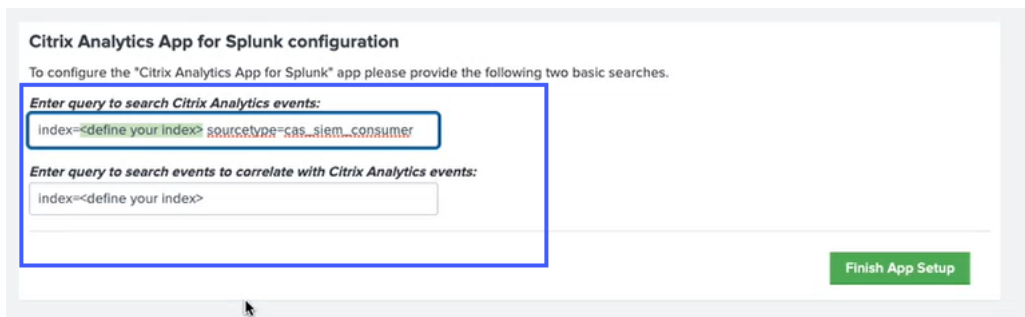 Citrix Analytics App for Splunk configuration
To configure the "Citrix Analytics App for Splunk" app please provide the following two basic searches.
Enter query to search Citrix Analytics events:
index=<define your index> sourcetype=cas_siem_consumer
Enter query to search events to correlate with Citrix Analytics events:
index=<define your index>
Finish App Setup